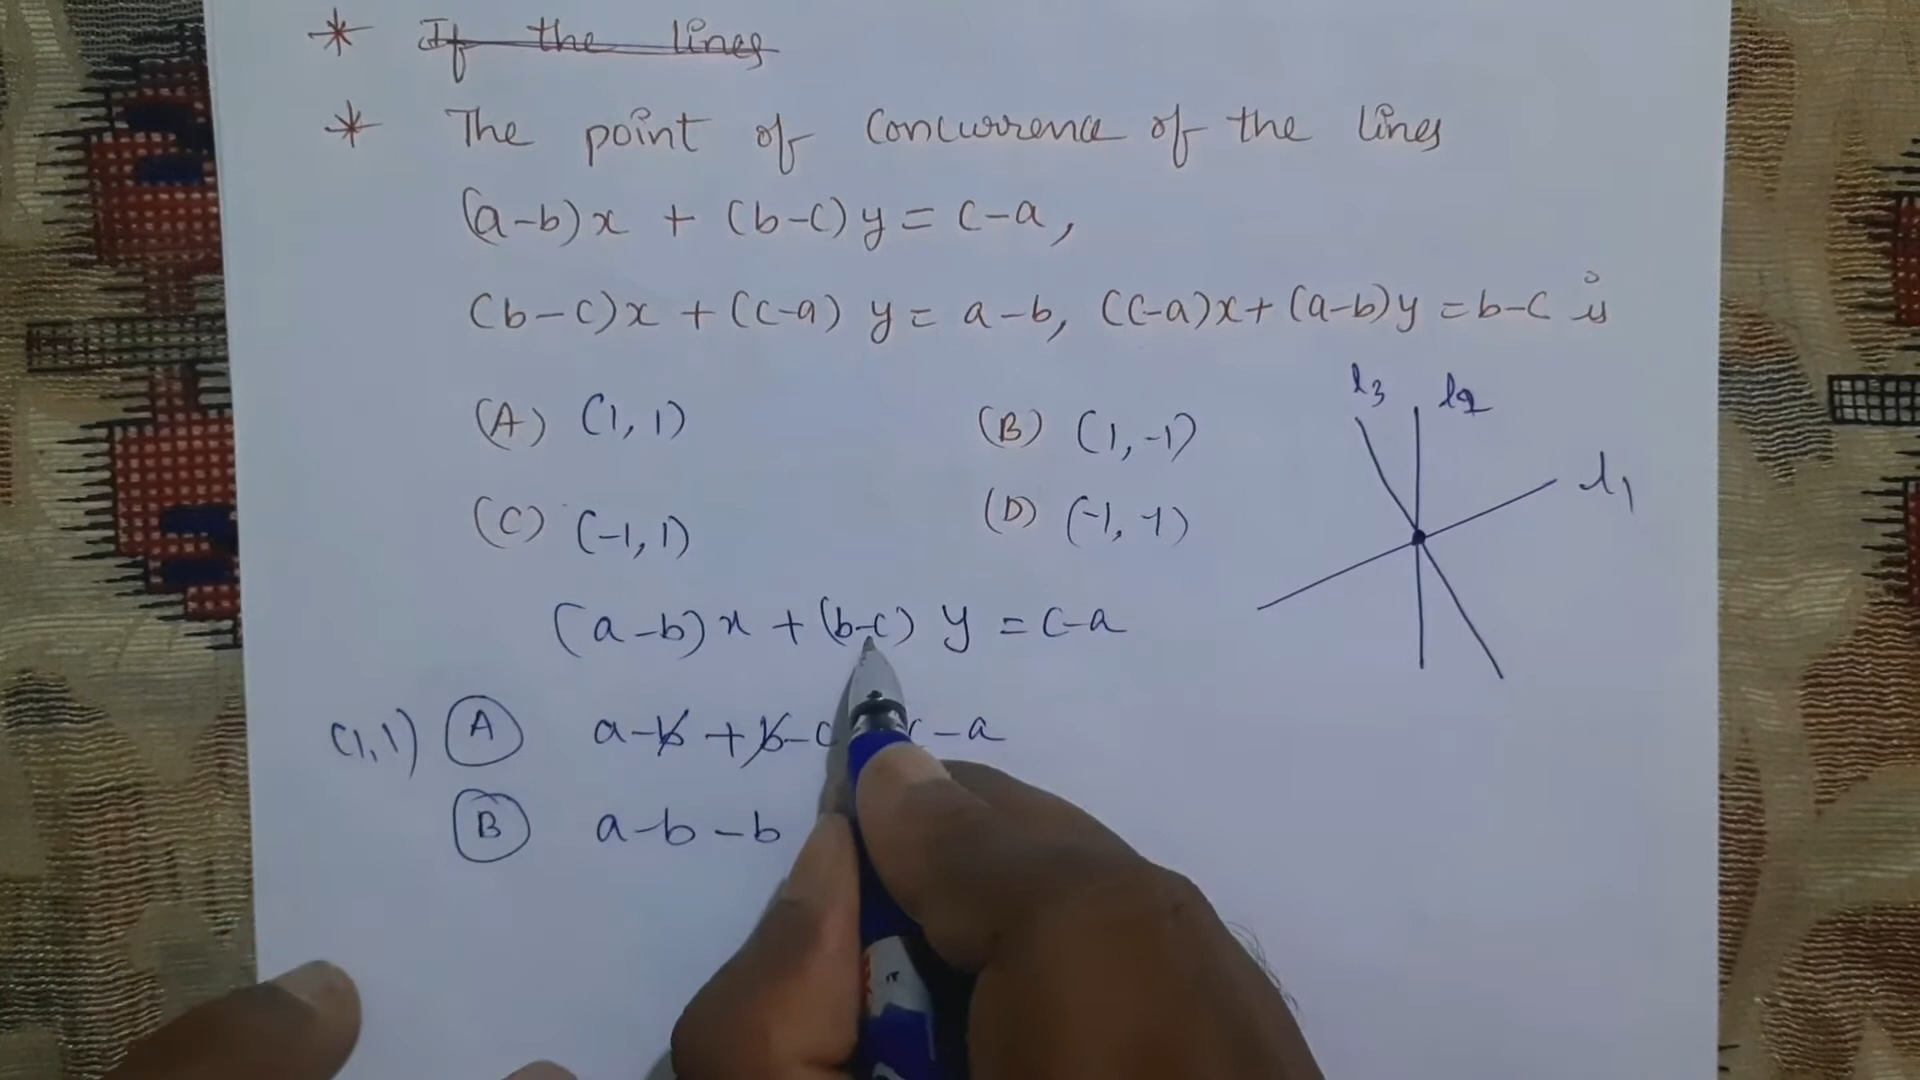 * If the lines
* The point of concurrence of the lines
(a-b)x + (b-c)y = c-a,
(b-c)x + (c-a) y = a-b, (c-a)x + (a-b)y = b-c is
(A) (1, 1) (B) (1, -1)
(C) (-1, 1) (D) (-1, -1)
l3 l2
l1
(a-b)x + (b-c) y = c-a
(1,1) A a-b + b-c c-a
B a-b-b